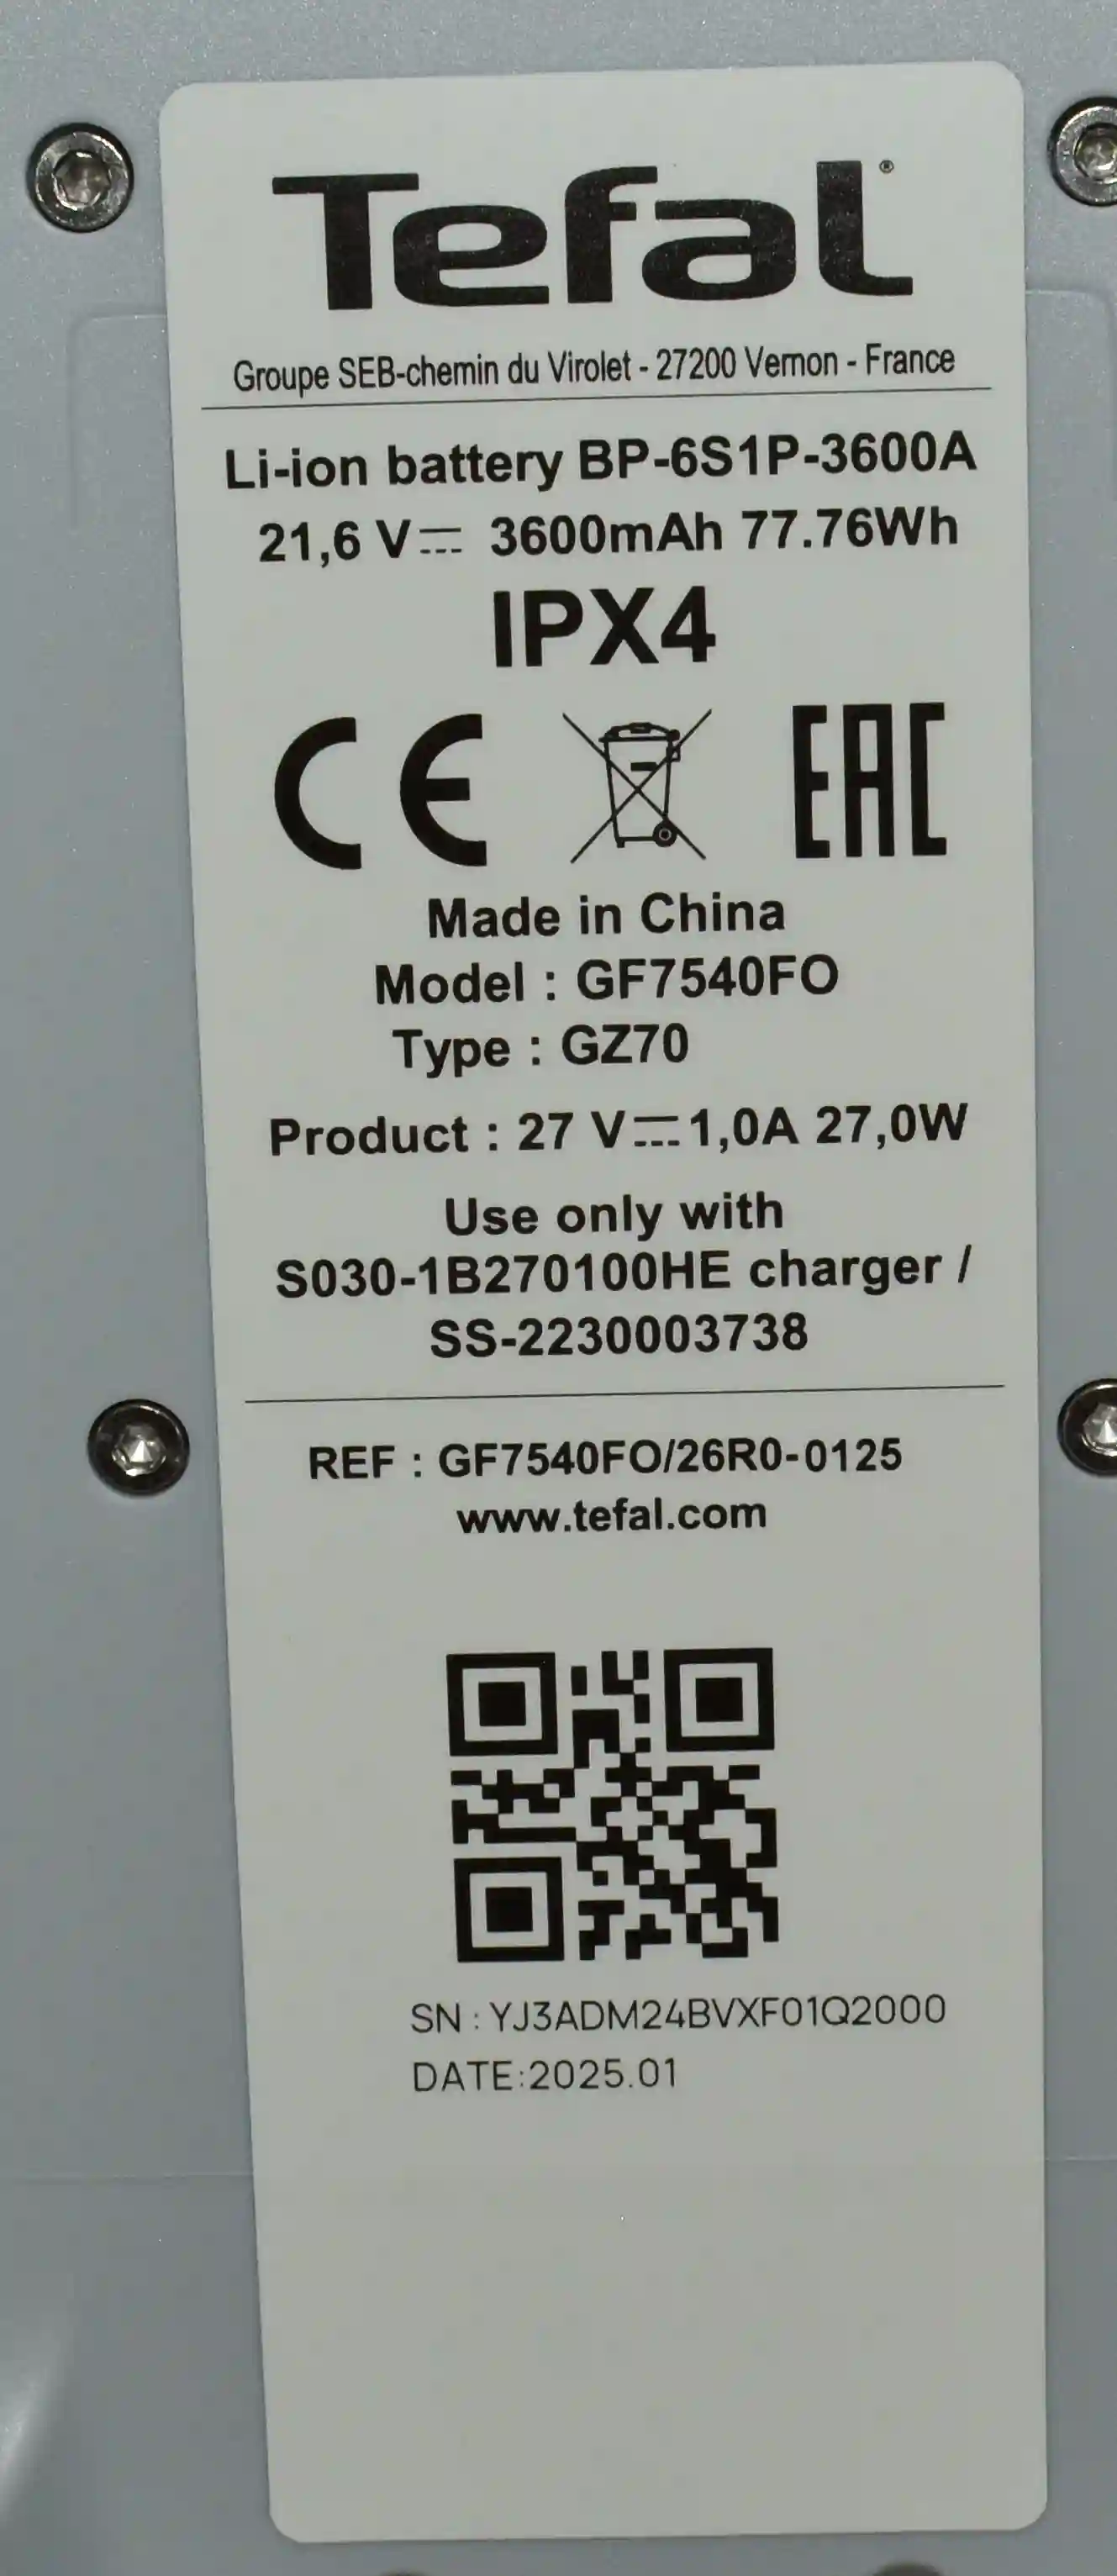 Tefal®
Groupe SEB-chemin du Virolet - 27200 Vernon - France
Li-ion battery BP-6S1P-3600A
21,6 V⎓ 3600mAh 77.76Wh
IPX4
CE EAC
Made in China
Model : GF7540FO
Type : GZ70
Product : 27 V⎓1,0A 27,0W
Use only with
S030-1B270100HE charger /
SS-2230003738
REF : GF7540FO/26R0-0125
www.tefal.com
SN : YJ3ADM24BVXF01Q2000
DATE:2025.01